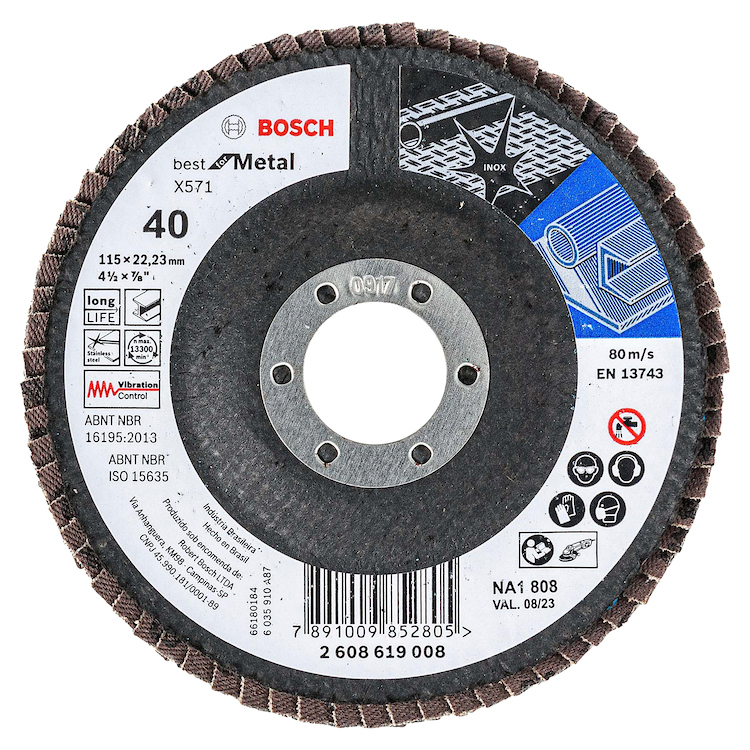 BOSCH
best for Metal
X571
40
115 × 22,23 mm
4½ × ⅞"
long
LIFE
Stainless
steel
n max.
13300
min⁻¹
Vibration
Control
ABNT NBR
16195:2013
ABNT NBR
ISO 15635
Indústria Brasileira
Hecho en Brasil
Produzido sob encomenda de:
Robert Bosch LTDA
Via Anhanguera, KM98 - Campinas-SP
CNPJ 45.990.181/0001-89
66180184
6 035 910 A87
7 891009 852805 >
2 608 619 008
INOX
80 m/s
EN 13743
NA1 808
VAL. 08/23
0917